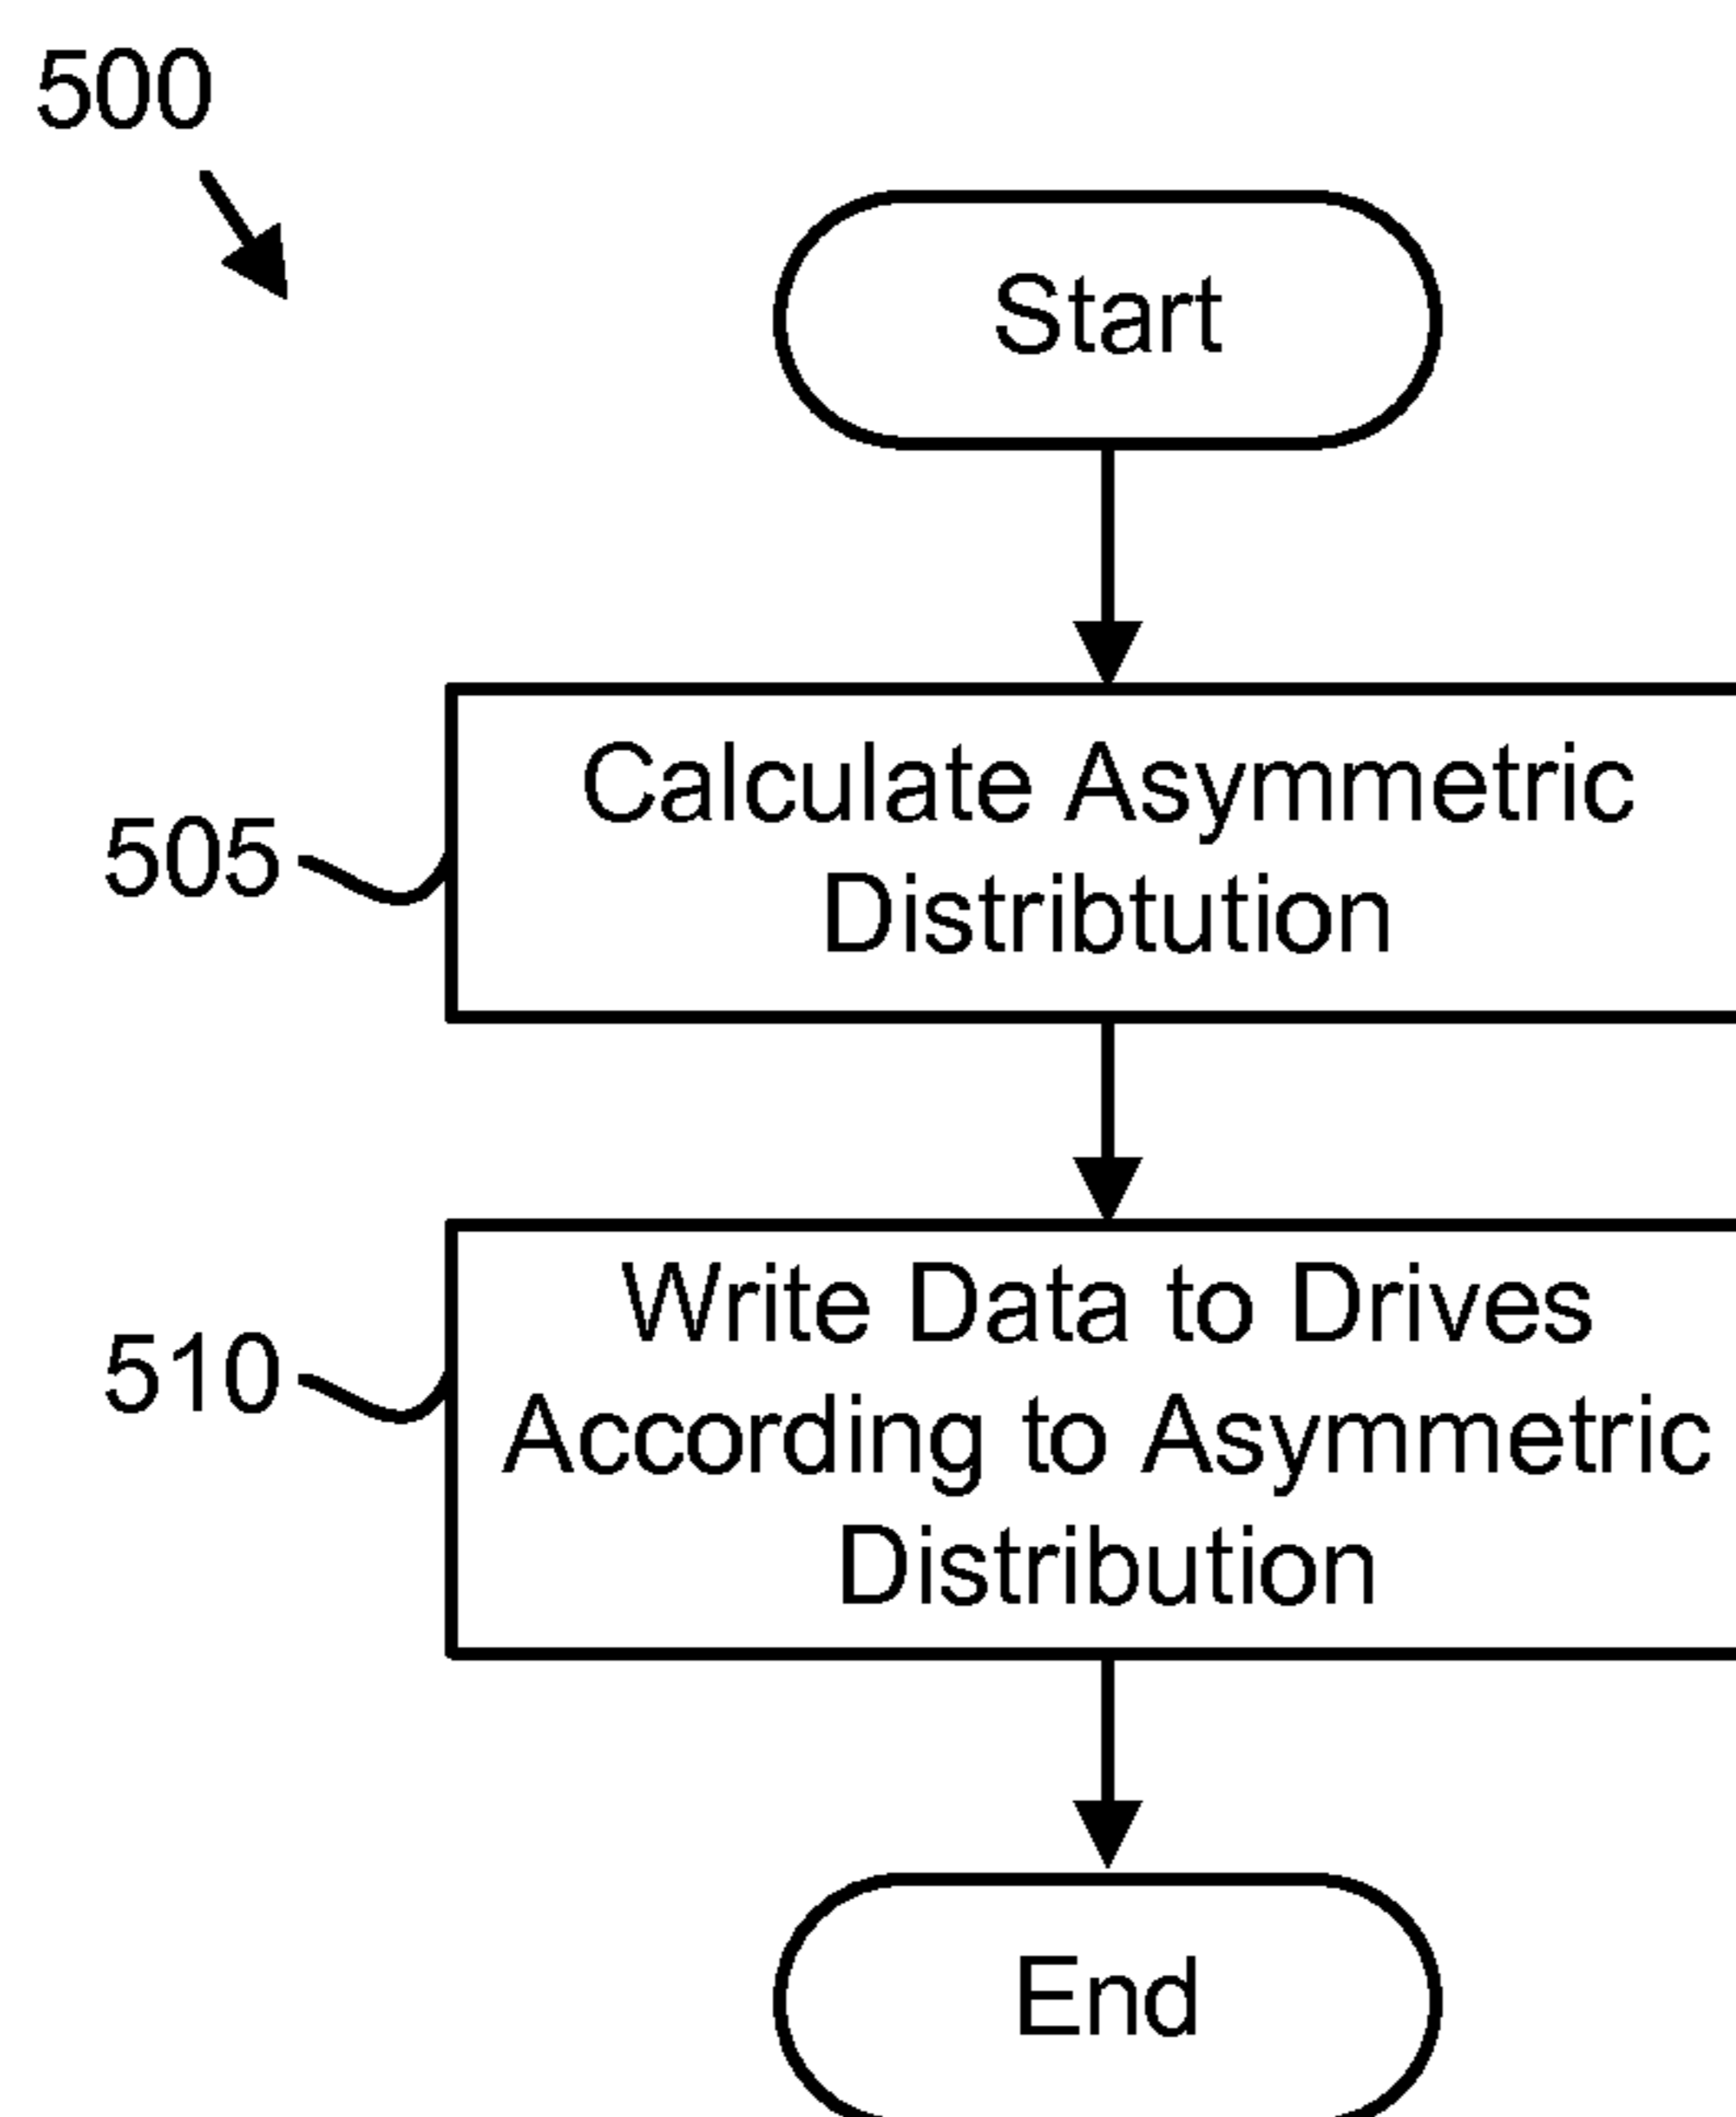 500
Start
505
Calculate Asymmetric
Distribtution
510
Write Data to Drives
According to Asymmetric
Distribution
End